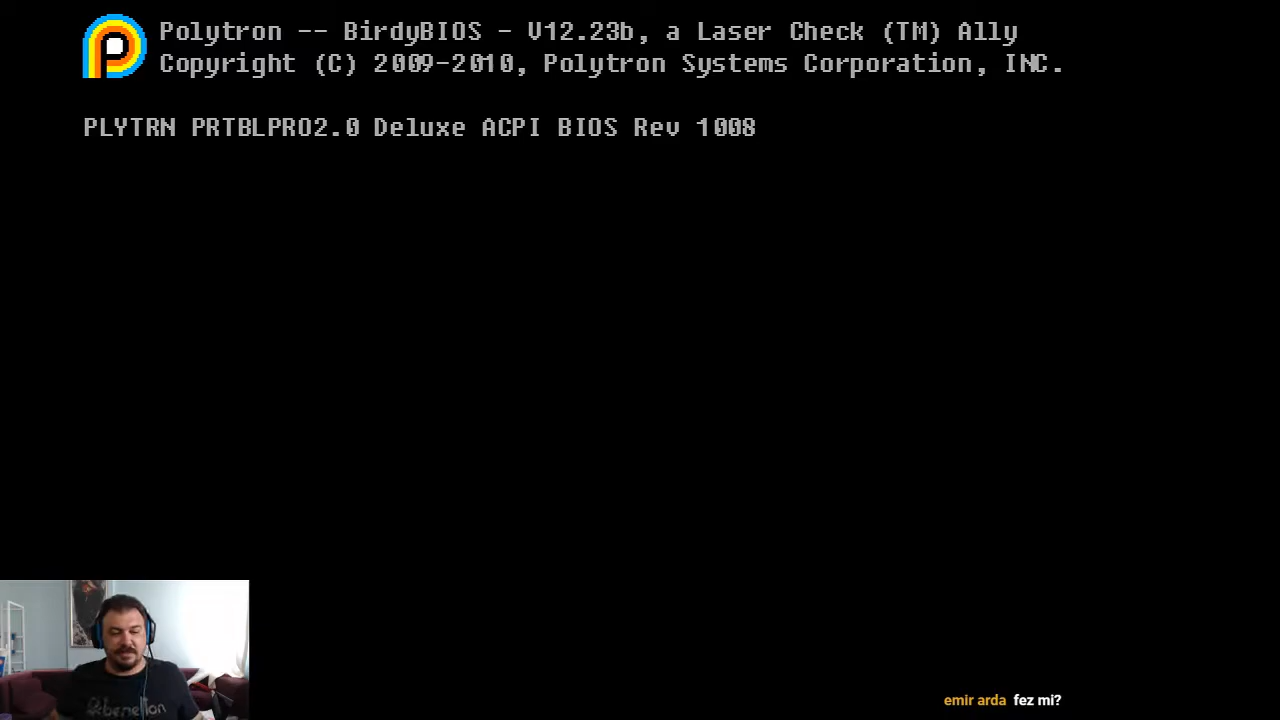 Polytron -- BirdyBIOS - V12.23b, a Laser Check (TM) Ally
Copyright (C) 2009-2010, Polytron Systems Corporation, INC.
PLYTRN PRTBLPRO2.0 Deluxe ACPI BIOS Rev 1008
emir arda fez mi?